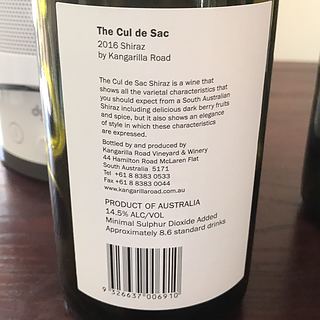 The Cul de Sac
2016 Shiraz
by Kangarilla Road
The Cul de Sac Shiraz is a wine that
shows all the varietal characteristics that
you should expect from a South Australian
Shiraz including delicious dark berry fruits
and spice, but it also shows an elegance
of style in which these characteristics
are expressed.
Bottled by and produced by
Kangarilla Road Vineyard & Winery
44 Hamilton Road McLaren Flat
South Australia 5171
Tel +61 8 8383 0533
Fax +61 8 8383 0044
www.kangarillaroad.com.au
PRODUCT OF AUSTRALIA
14.5% ALC/VOL
Minimal Sulphur Dioxide Added
Approximately 8.6 standard drinks
9 326637 006910